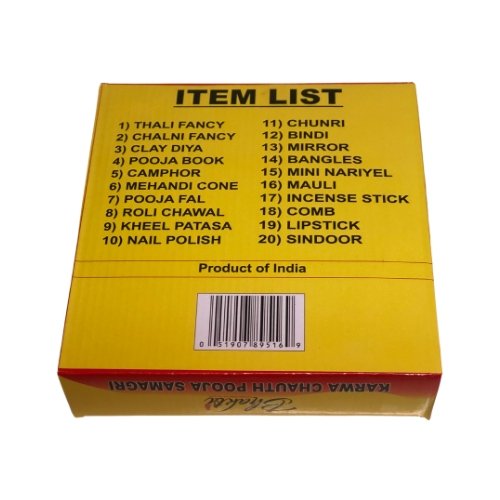 ITEM LIST
1) THALI FANCY
2) CHALNI FANCY
3) CLAY DIYA
4) POOJA BOOK
5) CAMPHOR
6) MEHANDI CONE
7) POOJA FAL
8) ROLI CHAWAL
9) KHEEL PATASA
10) NAIL POLISH
11) CHUNRI
12) BINDI
13) MIRROR
14) BANGLES
15) MINI NARIYEL
16) MAULI
17) INCENSE STICK
18) COMB
19) LIPSTICK
20) SINDOOR
Product of India
0 51907 89516 9
Bhakti
KARWA CHAUTH POOJA SAMAGRI